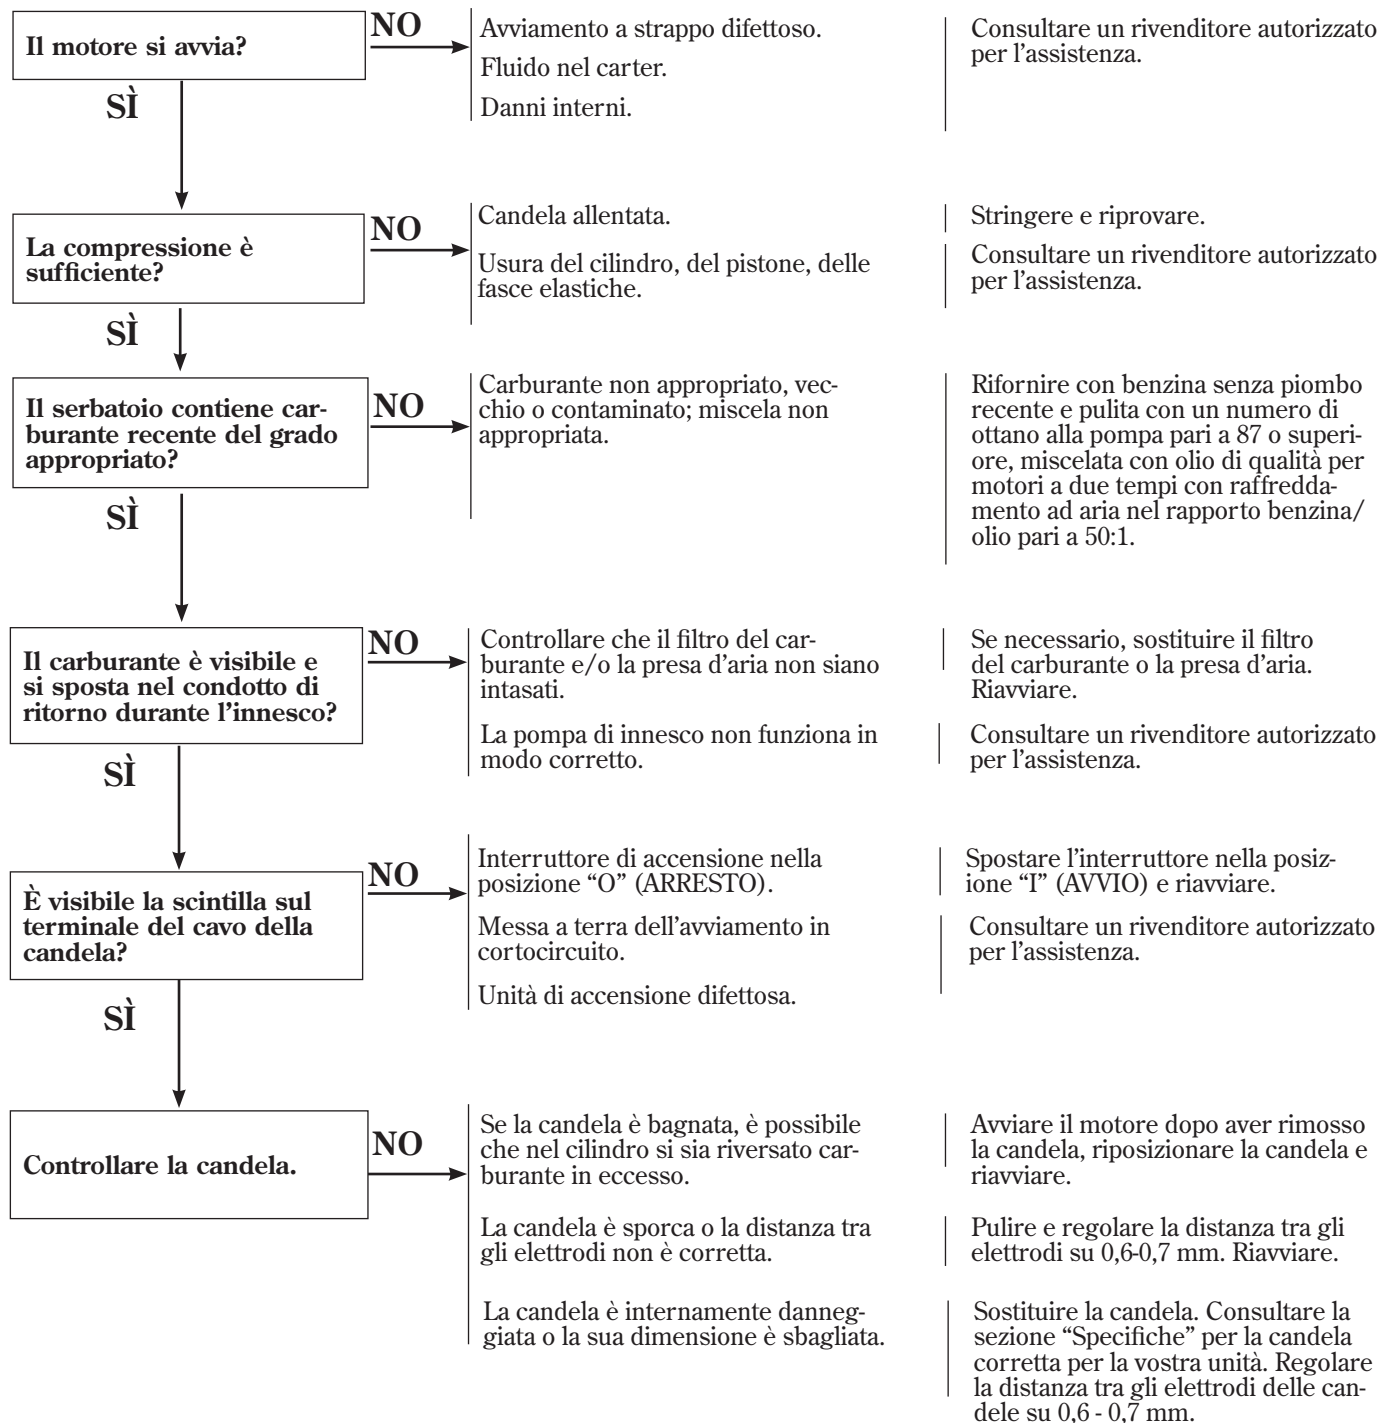 Il motore si avvia?
NO
Avviamento a strappo difettoso.
Fluido nel carter.
Danni interni.
Consultare un rivenditore autorizzato
per l'assistenza.
SÌ
La compressione è
sufficiente?
NO
Candela allentata.
Stringere e riprovare.
Usura del cilindro, del pistone, delle
fasce elastiche.
Consultare un rivenditore autorizzato
per l'assistenza.
SÌ
Il serbatoio contiene car-
burante recente del grado
appropriato?
NO
Carburante non appropriato, vec-
chio o contaminato; miscela non
appropriata.
Rifornire con benzina senza piombo
recente e pulita con un numero di
ottano alla pompa pari a 87 o superi-
ore, miscelata con olio di qualità per
motori a due tempi con raffredda-
mento ad aria nel rapporto benzina/
olio pari a 50:1.
SÌ
Il carburante è visibile e
si sposta nel condotto di
ritorno durante l'innesco?
NO
Controllare che il filtro del car-
burante e/o la presa d'aria non siano
intasati.
Se necessario, sostituire il filtro
del carburante o la presa d'aria.
Riavviare.
La pompa di innesco non funziona in
modo corretto.
Consultare un rivenditore autorizzato
per l'assistenza.
SÌ
È visibile la scintilla sul
terminale del cavo della
candela?
NO
Interruttore di accensione nella
posizione “O” (ARRESTO).
Spostare l'interruttore nella posiz-
ione “I” (AVVIO) e riavviare.
Messa a terra dell'avviamento in
cortocircuito.
Unità di accensione difettosa.
Consultare un rivenditore autorizzato
per l'assistenza.
SÌ
Controllare la candela.
NO
Se la candela è bagnata, è possibile
che nel cilindro si sia riversato car-
burante in eccesso.
Avviare il motore dopo aver rimosso
la candela, riposizionare la candela e
riavviare.
La candela è sporca o la distanza tra
gli elettrodi non è corretta.
Pulire e regolare la distanza tra gli
elettrodi su 0,6-0,7 mm. Riavviare.
La candela è internamente danneg-
giata o la sua dimensione è sbagliata.
Sostituire la candela. Consultare la
sezione “Specifiche” per la candela
corretta per la vostra unità. Regolare
la distanza tra gli elettrodi delle can-
dele su 0,6 - 0,7 mm.